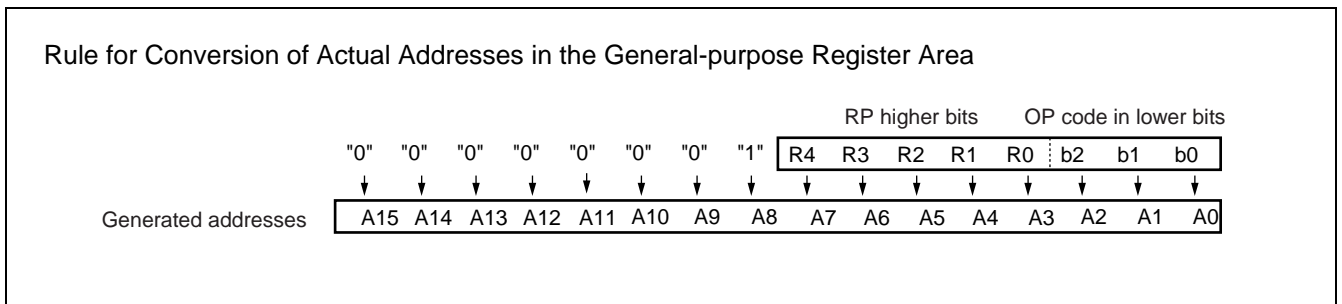 Rule for Conversion of Actual Addresses in the General-purpose Register Area
RP higher bits OP code in lower bits
"0" "0" "0" "0" "0" "0" "0" "1" R4 R3 R2 R1 R0 b2 b1 b0
Generated addresses A15 A14 A13 A12 A11 A10 A9 A8 A7 A6 A5 A4 A3 A2 A1 A0